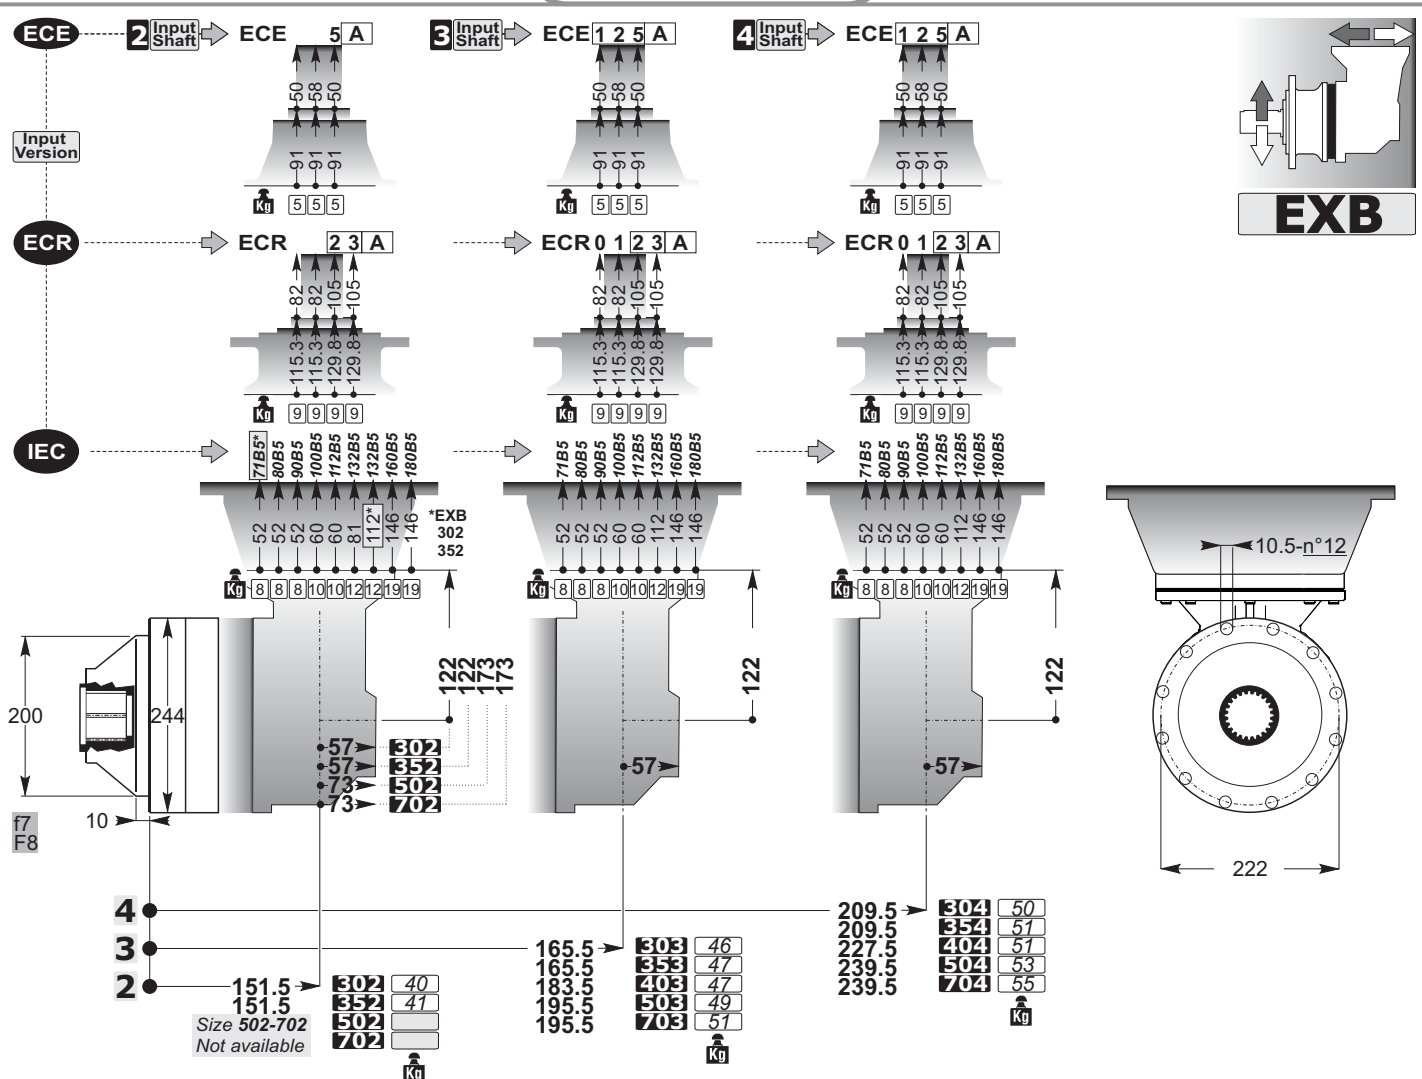 ECE 2 Input Shaft ECE 5 A
3 Input Shaft ECE 1 2 5 A
4 Input Shaft ECE 1 2 5 A
50 58 50
50 58 50
50 58 50
Input Version
91 91 91
91 91 91
91 91 91
Kg 5 5 5
Kg 5 5 5
Kg 5 5 5
EXB
ECR ECR 2 3 A
ECR 0 1 2 3 A
ECR 0 1 2 3 A
82 82 105 105
82 82 105 105
82 82 105 105
115.3 115.3 129.8 129.8
115.3 115.3 129.8 129.8
115.3 115.3 129.8 129.8
Kg 9 9 9 9
Kg 9 9 9 9
Kg 9 9 9 9
IEC
71B5* 80B5 90B5 100B5 112B5 132B5 132B5 160B5 180B5
71B5 80B5 90B5 100B5 112B5 132B5 160B5 180B5
71B5 80B5 90B5 100B5 112B5 132B5 160B5 180B5
52 52 52 60 60 81 112* 146 146
*EXB
302
352
52 52 52 60 60 112 146 146
52 52 52 60 60 112 146 146
10.5-n°12
Kg 8 8 8 10 10 12 12 19 19
Kg 8 8 8 10 10 12 19 19
Kg 8 8 8 10 10 12 19 19
122 122 173 173
122
122
200
244
57 302
57 352
73 502
73 702
57
57
f7
F8
10
222
4
209.5 304 50
209.5 354 51
227.5 404 51
239.5 504 53
239.5 704 55
Kg
3
165.5 303 46
165.5 353 47
183.5 403 47
195.5 503 49
195.5 703 51
Kg
2
151.5 302 40
151.5 352 41
Size 502-702
Not available
502
702
Kg